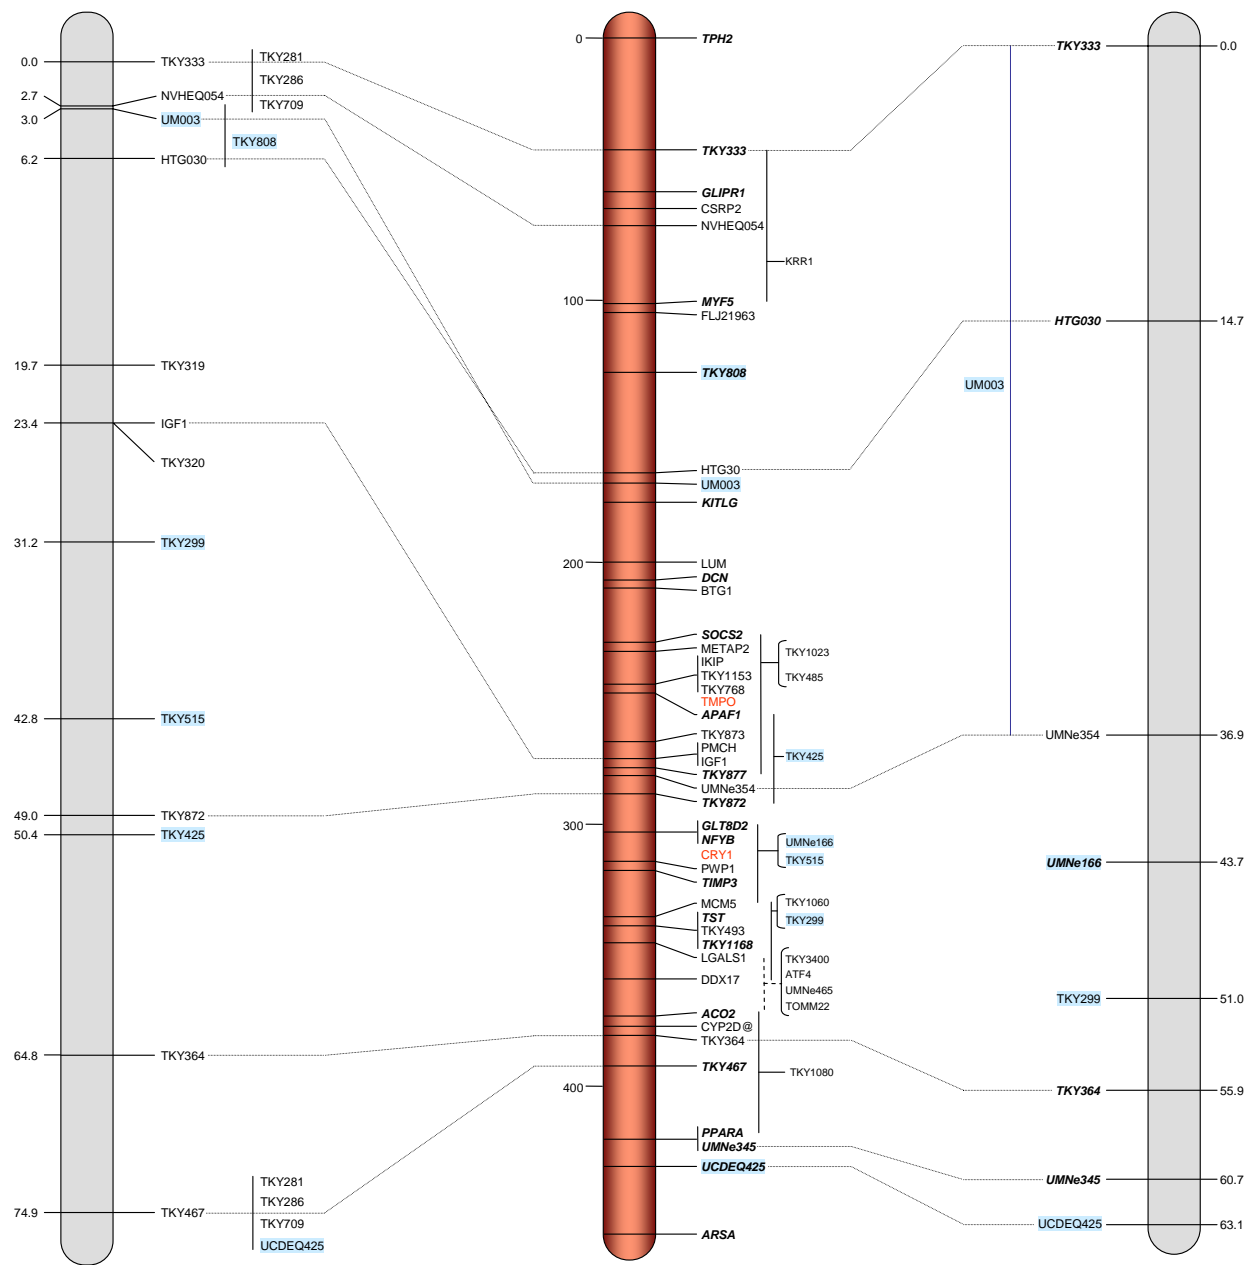 0.0
2.7
3.0
6.2
19.7
23.4
31.2
42.8
49.0
50.4
64.8
74.9
TKY333
NVHEQ054
UM003
HTG030
TKY319
IGF1
TKY320
TKY299
TKY515
TKY872
TKY425
TKY364
TKY467
TKY281
TKY286
TKY709
TKY808
TKY281
TKY286
TKY709
UCDEQ425
0
100
200
300
400
TPH2
TKY333
GLIPR1
CSRP2
NVHEQ054
MYF5
FLJ21963
TKY808
HTG30
UM003
KITLG
LUM
DCN
BTG1
SOCS2
METAP2
IKIP
TKY1153
TKY768
TMPO
APAF1
TKY873
PMCH
IGF1
TKY877
UMNe354
TKY872
GLT8D2
NFYB
CRY1
PWP1
TIMP3
MCM5
TST
TKY493
TKY1168
LGALS1
DDX17
ACO2
CYP2D@
TKY364
TKY467
PPARA
UMNe345
UCDEQ425
ARSA
KRR1
TKY1023
TKY485
TKY425
UMNe166
TKY515
TKY1060
TKY299
TKY3400
ATF4
UMNe465
TOMM22
TKY1080
UM003
TKY333
HTG030
UMNe354
UMNe166
TKY299
TKY364
UMNe345
UCDEQ425
0.0
14.7
36.9
43.7
51.0
55.9
60.7
63.1